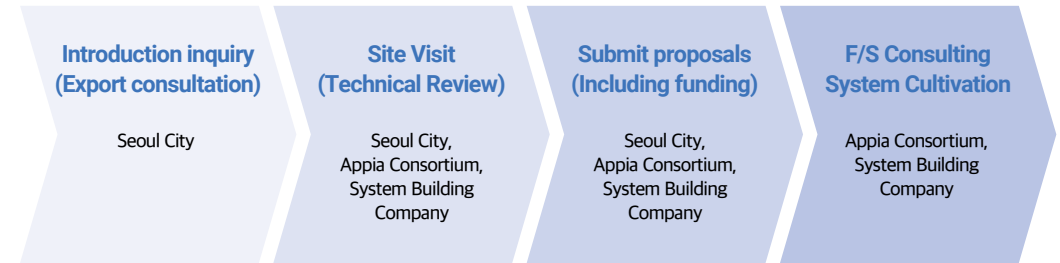 Introduction inquiry
(Export consultation)
Seoul City
Site Visit
(Technical Review)
Seoul City,
Appia Consortium,
System Building
Company
Submit proposals
(Including funding)
Seoul City,
Appia Consortium,
System Building
Company
F/S Consulting
System Cultivation
Appia Consortium,
System Building
Company